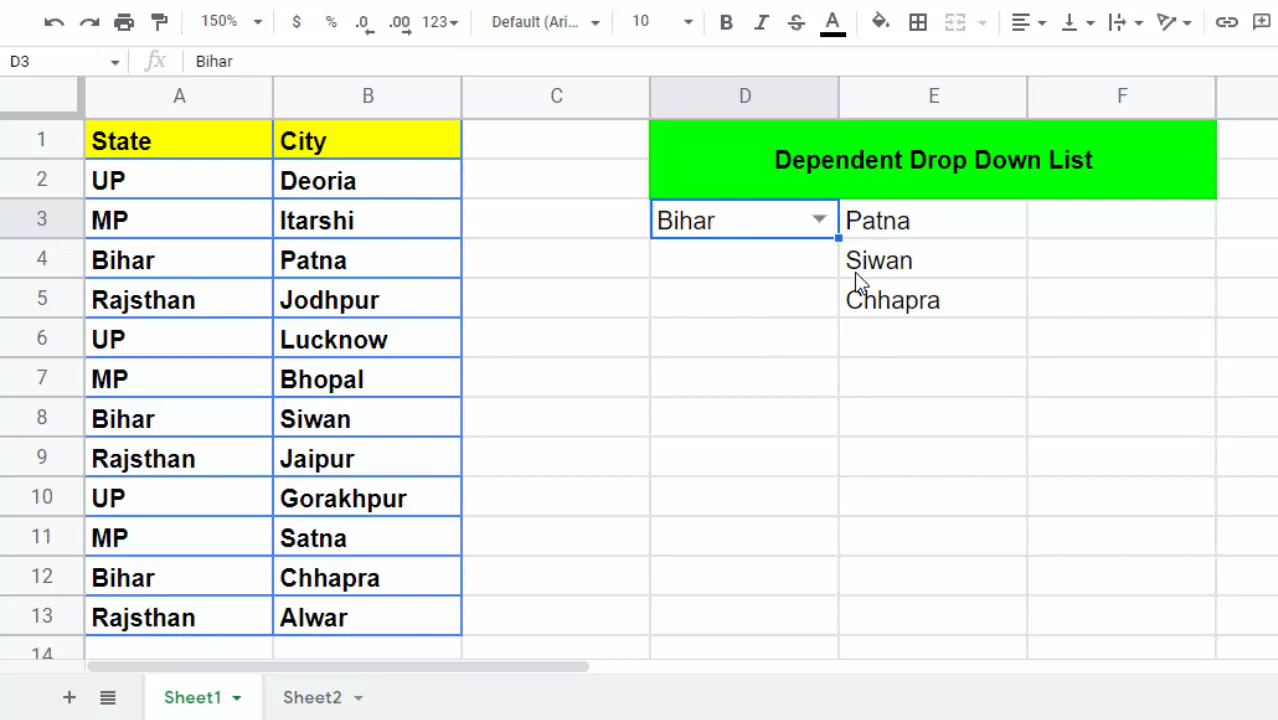 150% $ % .0 .00 123 Default (Ari... 10 B I S A
D3 fx Bihar
A B C D E F
1 State City Dependent Drop Down List
2 UP Deoria
3 MP Itarshi Bihar Patna
4 Bihar Patna Siwan
5 Rajsthan Jodhpur Chhapra
6 UP Lucknow
7 MP Bhopal
8 Bihar Siwan
9 Rajsthan Jaipur
10 UP Gorakhpur
11 MP Satna
12 Bihar Chhapra
13 Rajsthan Alwar
14
Sheet1 Sheet2